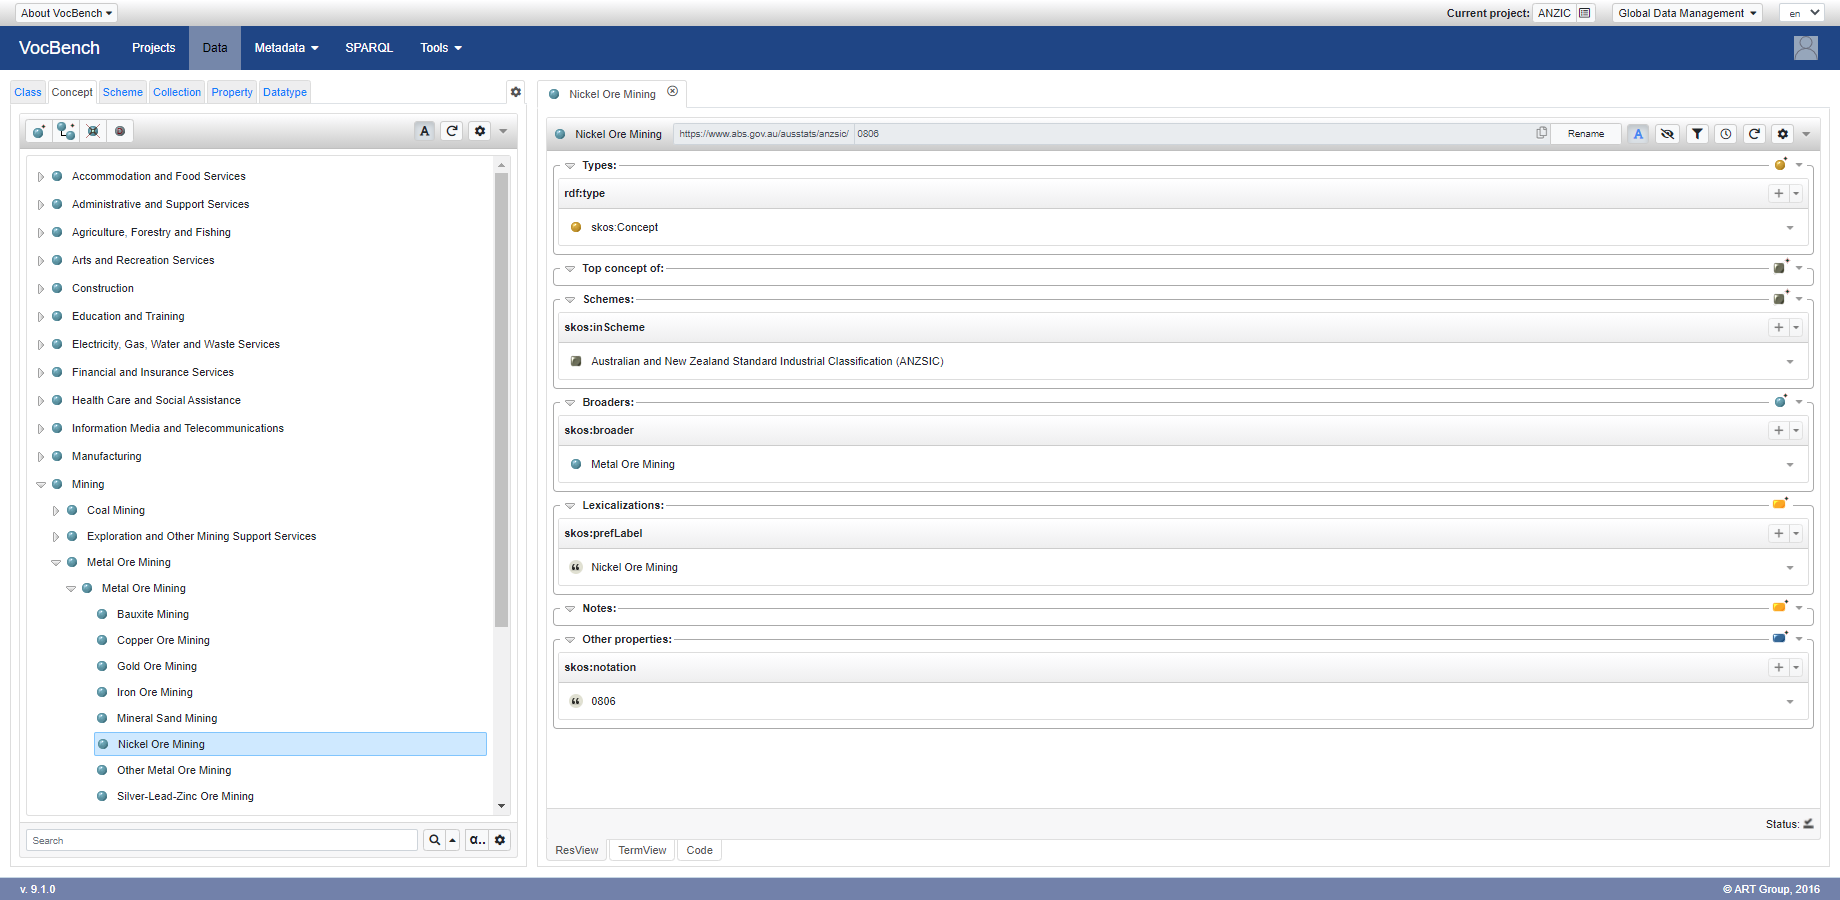 About VocBench
Current project: ANZIC Global Data Management en
VocBench Projects Data Metadata SPARQL Tools
Class Concept Scheme Collection Property Datatype
A
Accommodation and Food Services
Administrative and Support Services
Agriculture, Forestry and Fishing
Arts and Recreation Services
Construction
Education and Training
Electricity, Gas, Water and Waste Services
Financial and Insurance Services
Health Care and Social Assistance
Information Media and Telecommunications
Manufacturing
Mining
Coal Mining
Exploration and Other Mining Support Services
Metal Ore Mining
Metal Ore Mining
Bauxite Mining
Copper Ore Mining
Gold Ore Mining
Iron Ore Mining
Mineral Sand Mining
Nickel Ore Mining
Other Metal Ore Mining
Silver-Lead-Zinc Ore Mining
Search α..
Nickel Ore Mining
Nickel Ore Mining https://www.abs.gov.au/ausstats/anzsic/ 0806 Rename A
Types:
rdf:type
skos:Concept
Top concept of:
Schemes:
skos:inScheme
Australian and New Zealand Standard Industrial Classification (ANZSIC)
Broaders:
skos:broader
Metal Ore Mining
Lexicalizations:
skos:prefLabel
Nickel Ore Mining
Notes:
Other properties:
skos:notation
0806
Status:
ResView TermView Code
v. 9.1.0
© ART Group, 2016